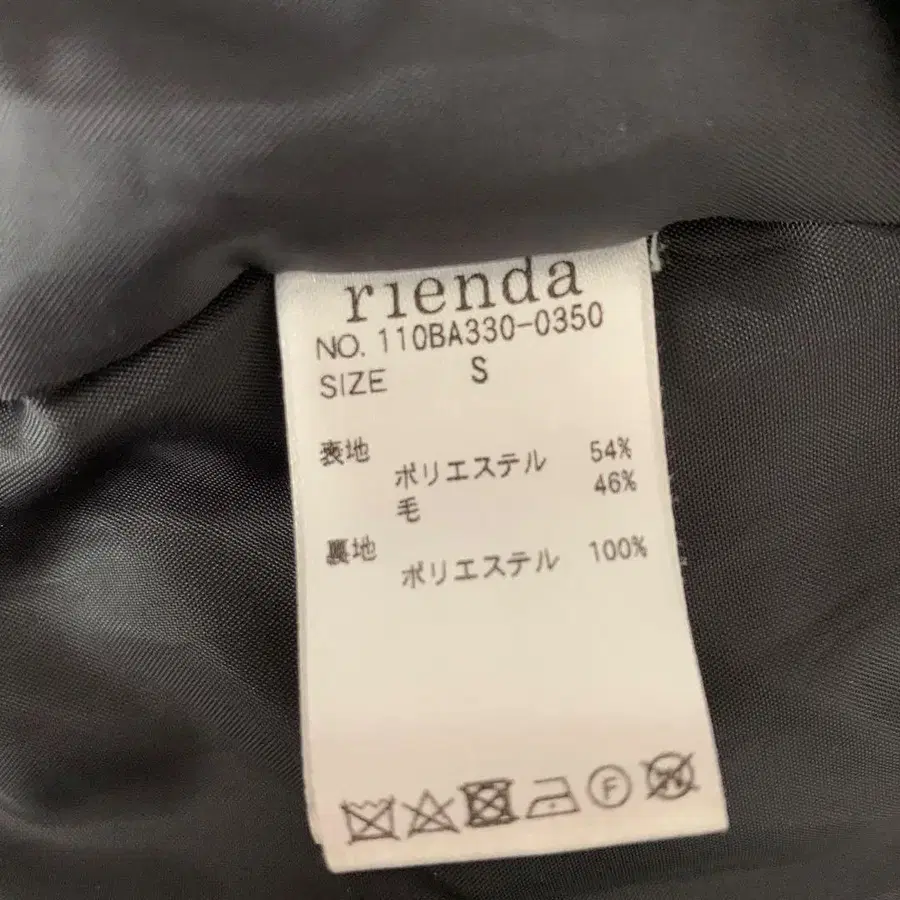 rienda
NO. 110BA330-0350
SIZE S
表地
ポリエステル 54%
毛 46%
裏地
ポリエステル 100%
F
W